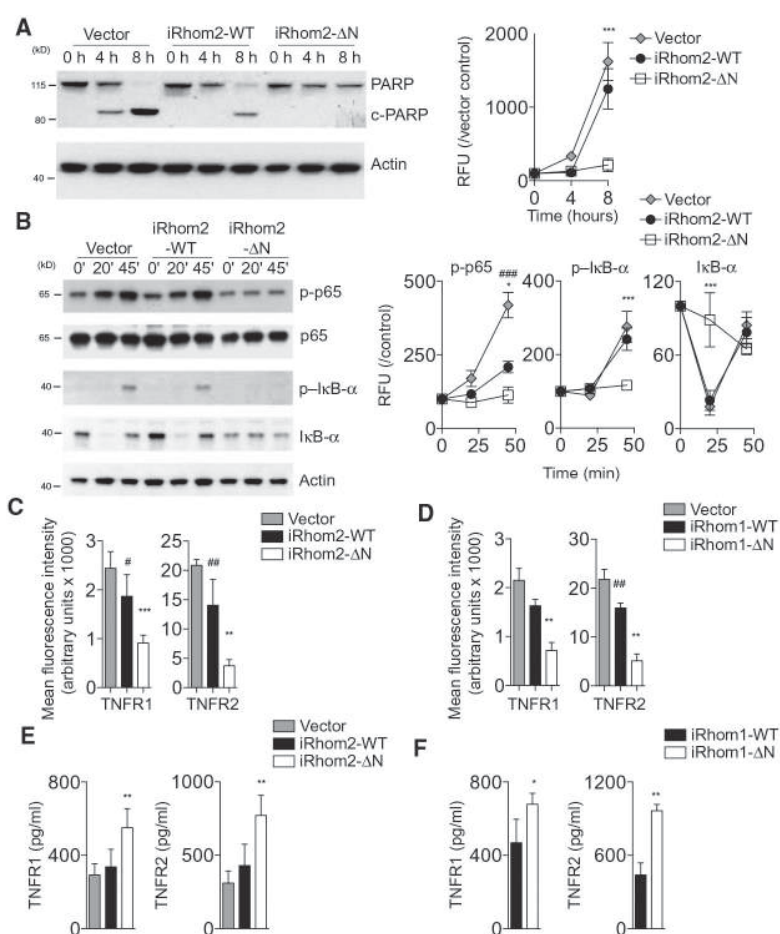 A
Vector iRhom2-WT iRhom2-ΔN
(kD) 0 h 4 h 8 h 0 h 4 h 8 h 0 h 4 h 8 h
115
PARP
80
c-PARP
40
Actin
***
2000
1000
0
RFU (/vector control)
0 4 8
Time (hours)
Vector
iRhom2-WT
iRhom2-ΔN
B
Vector iRhom2-WT iRhom2-ΔN
(kD) 0' 20' 45' 0' 20' 45' 0' 20' 45'
65
p-p65
65
p65
40
p–IκB-α
40
IκB-α
40
Actin
Vector
iRhom2-WT
iRhom2-ΔN
p-p65 p–IκB-α IκB-α
###
*
***
***
RFU (/control)
500
250
0
400
200
0
120
60
0
0 25 50 0 25 50 0 25 50
Time (min)
C
Vector
iRhom2-WT
iRhom2-ΔN
Mean fluorescence intensity
(arbitrary units x 1000)
3
2
1
0
# ***
TNFR1
25
20
15
10
5
0
## **
TNFR2
D
Vector
iRhom1-WT
iRhom1-ΔN
Mean fluorescence intensity
(arbitrary units x 1000)
3
2
1
0
**
TNFR1
30
20
10
0
## **
TNFR2
E
Vector
iRhom2-WT
iRhom2-ΔN
TNFR1 (pg/ml)
800
400
0
**
TNFR2 (pg/ml)
1000
500
0
**
F
iRhom1-WT
iRhom1-ΔN
TNFR1 (pg/ml)
800
400
0
*
TNFR2 (pg/ml)
1200
600
0
**